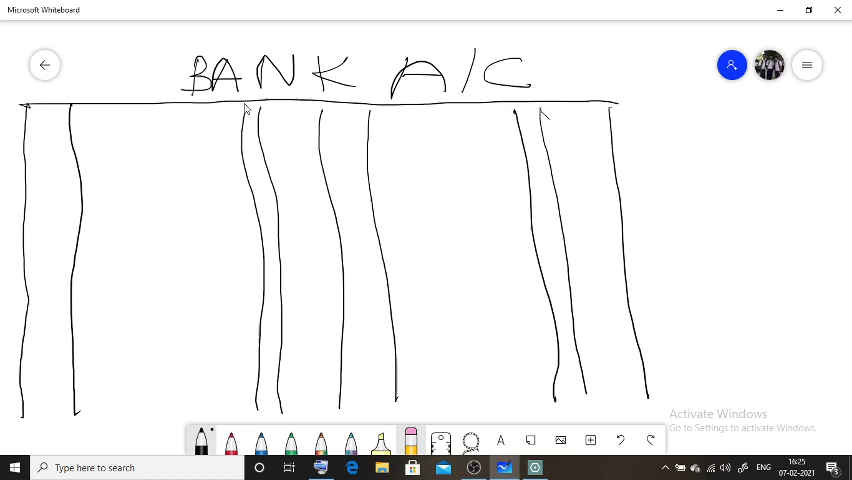 Microsoft Whiteboard
BANK A/C
Activate Windows
Go to Settings to activate Windows.
A
Type here to search
ENG
16:25
07-02-2021
3